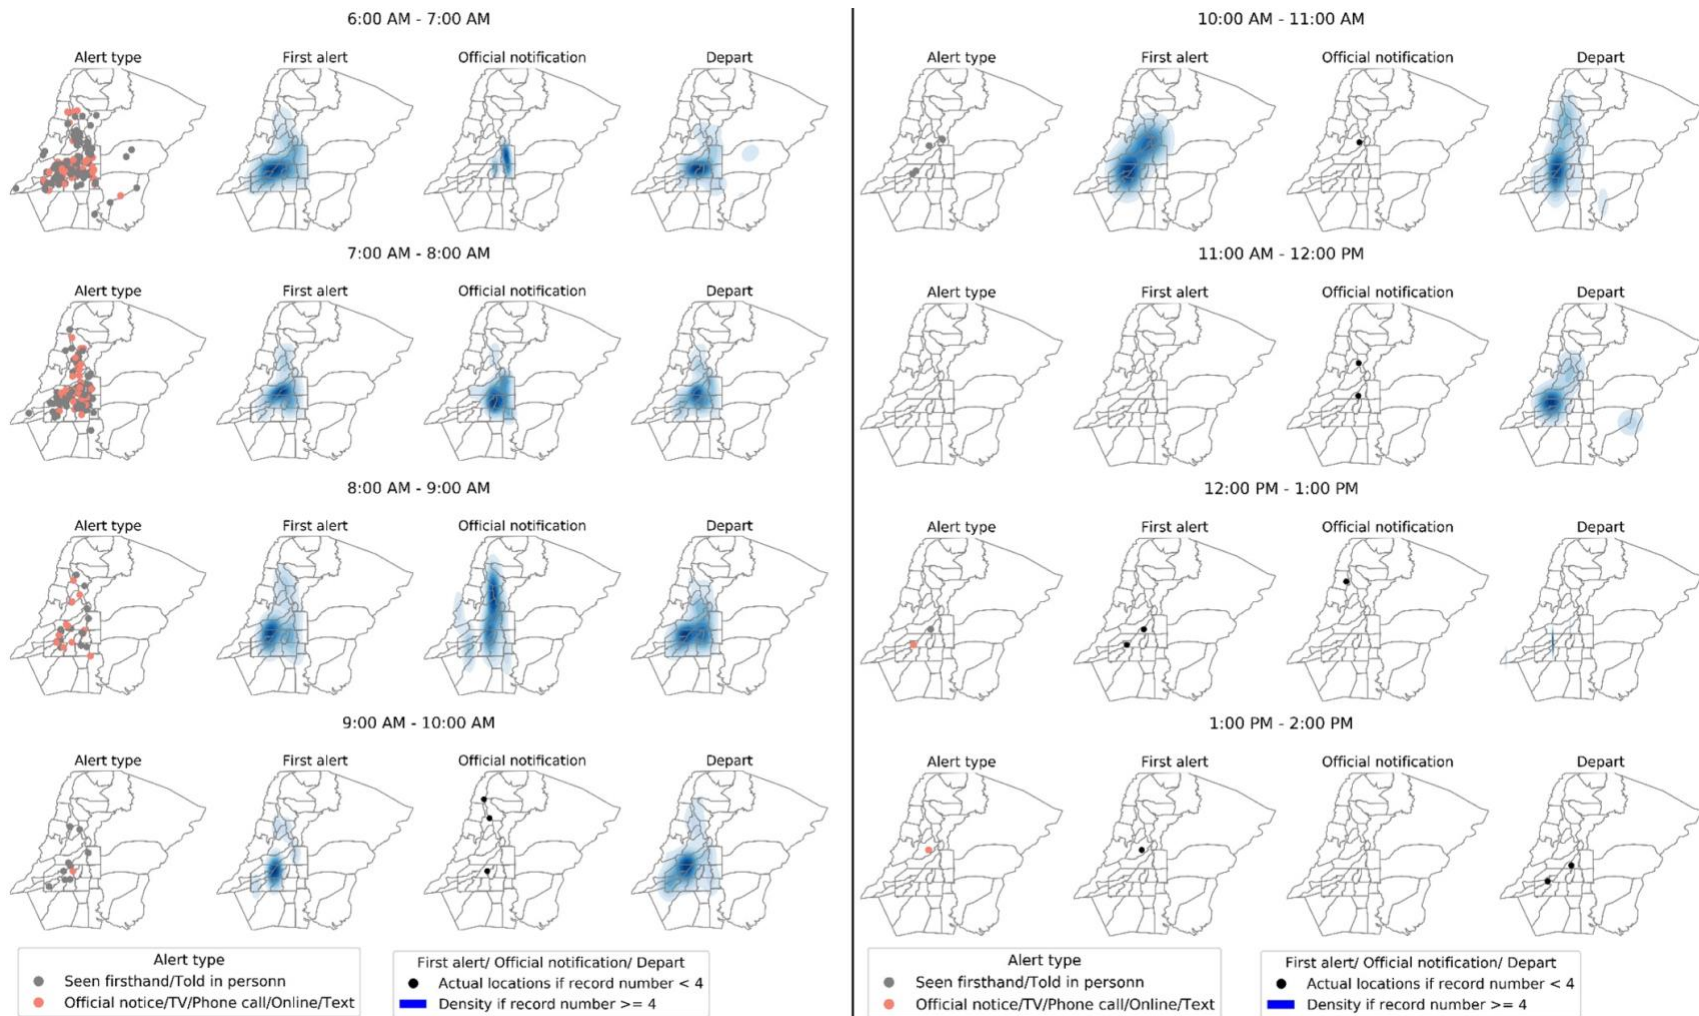 6:00 AM - 7:00 AM
Alert type First alert Official notification Depart
7:00 AM - 8:00 AM
Alert type First alert Official notification Depart
8:00 AM - 9:00 AM
Alert type First alert Official notification Depart
9:00 AM - 10:00 AM
Alert type First alert Official notification Depart
Alert type
Seen firsthand/Told in personn
Official notice/TV/Phone call/Online/Text
First alert/ Official notification/ Depart
Actual locations if record number < 4
Density if record number >= 4
10:00 AM - 11:00 AM
Alert type First alert Official notification Depart
11:00 AM - 12:00 PM
Alert type First alert Official notification Depart
12:00 PM - 1:00 PM
Alert type First alert Official notification Depart
1:00 PM - 2:00 PM
Alert type First alert Official notification Depart
Alert type
Seen firsthand/Told in personn
Official notice/TV/Phone call/Online/Text
First alert/ Official notification/ Depart
Actual locations if record number < 4
Density if record number >= 4